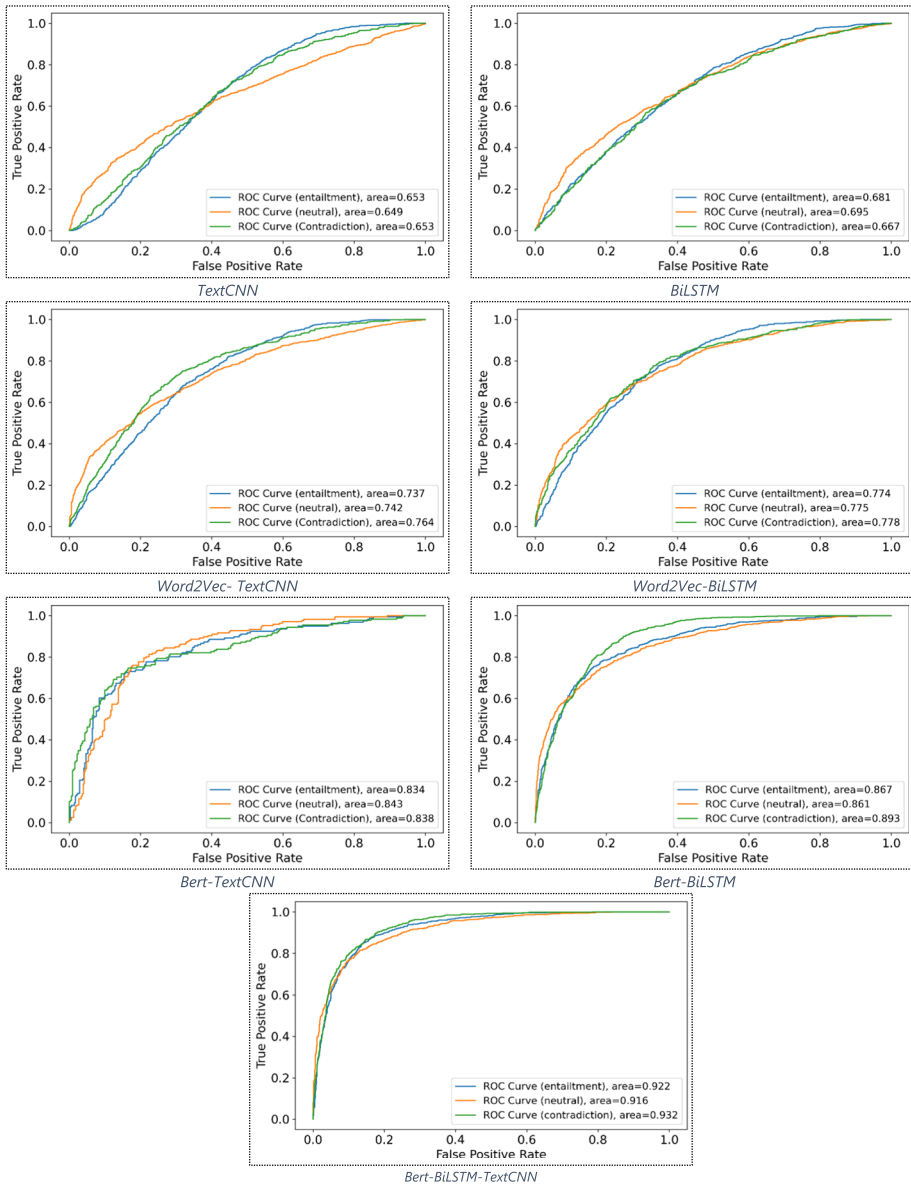 1.0
0.8
0.6
0.4
0.2
0.0
True Positive Rate
ROC Curve (entailtment), area=0.653
ROC Curve (neutral), area=0.649
ROC Curve (Contradiction), area=0.653
0.0 0.2 0.4 0.6 0.8 1.0
False Positive Rate
TextCNN
1.0
0.8
0.6
0.4
0.2
0.0
True Positive Rate
ROC Curve (entailtment), area=0.681
ROC Curve (neutral), area=0.695
ROC Curve (Contradiction), area=0.667
0.0 0.2 0.4 0.6 0.8 1.0
False Positive Rate
BiLSTM
1.0
0.8
0.6
0.4
0.2
0.0
True Positive Rate
ROC Curve (entailtment), area=0.737
ROC Curve (neutral), area=0.742
ROC Curve (Contradiction), area=0.764
0.0 0.2 0.4 0.6 0.8 1.0
False Positive Rate
Word2Vec- TextCNN
1.0
0.8
0.6
0.4
0.2
0.0
True Positive Rate
ROC Curve (entailtment), area=0.774
ROC Curve (neutral), area=0.775
ROC Curve (Contradiction), area=0.778
0.0 0.2 0.4 0.6 0.8 1.0
False Positive Rate
Word2Vec-BiLSTM
1.0
0.8
0.6
0.4
0.2
0.0
True Positive Rate
ROC Curve (entailtment), area=0.834
ROC Curve (neutral), area=0.843
ROC Curve (Contradiction), area=0.838
0.0 0.2 0.4 0.6 0.8 1.0
False Positive Rate
Bert-TextCNN
1.0
0.8
0.6
0.4
0.2
0.0
True Positive Rate
ROC Curve (entailtment), area=0.867
ROC Curve (neutral), area=0.861
ROC Curve (contradiction), area=0.893
0.0 0.2 0.4 0.6 0.8 1.0
False Positive Rate
Bert-BiLSTM
1.0
0.8
0.6
0.4
0.2
0.0
True Positive Rate
ROC Curve (entailtment), area=0.922
ROC Curve (neutral), area=0.916
ROC Curve (contradiction), area=0.932
0.0 0.2 0.4 0.6 0.8 1.0
False Positive Rate
Bert-BiLSTM-TextCNN